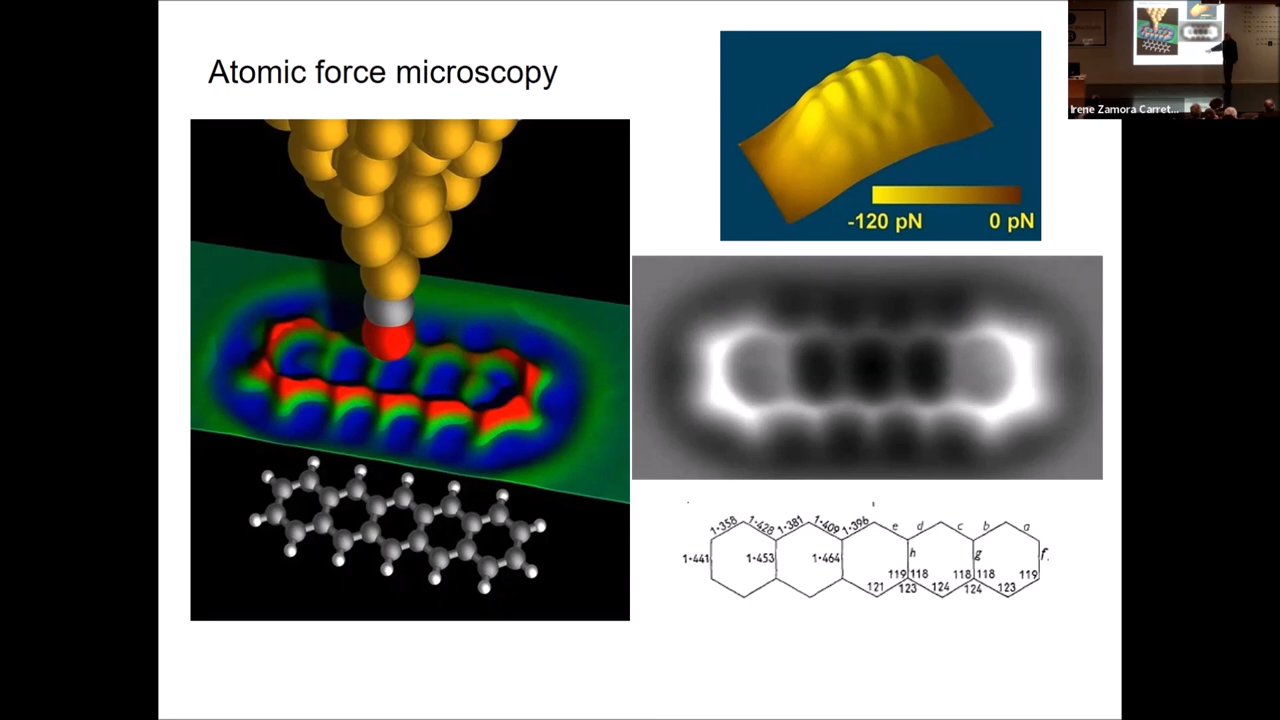 Atomic force microscopy
-120 pN 0 pN
Irene Zamora Carret...
1·358 1·428 1·381 1·409 1·396 e d c b a
1·441 1·453 1·464 h g f
119 118 118 118 119
121 123 124 124 123